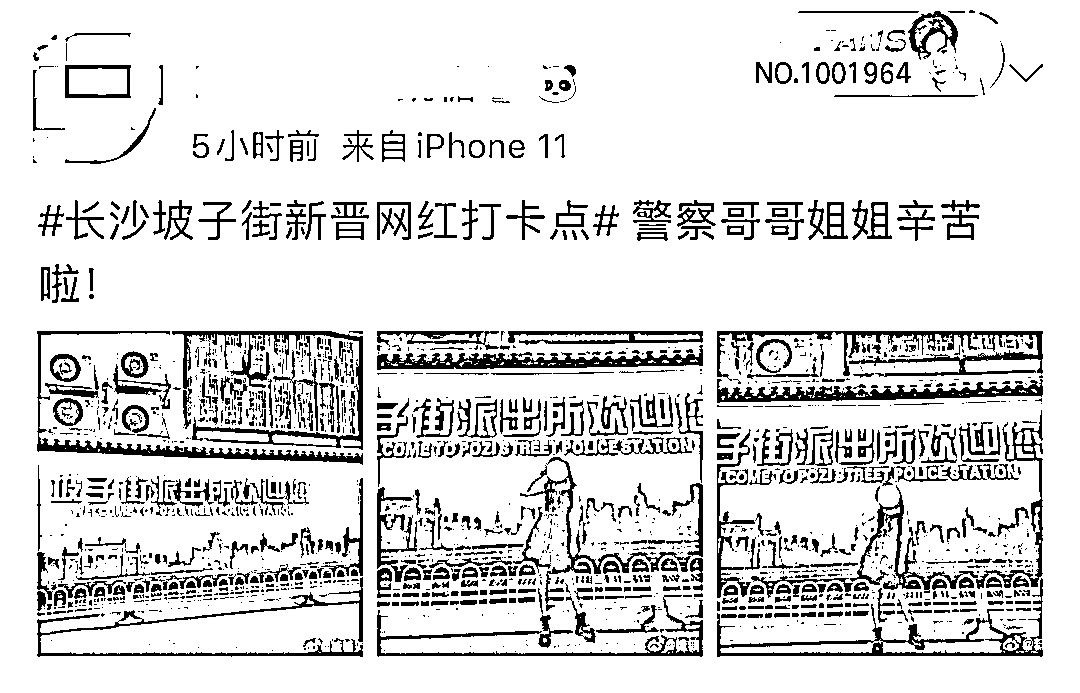 FANS
NO.1001964
5小时前 来自iPhone 11
#长沙坡子街新晋网红打卡点# 警察哥哥姐姐辛苦
啦!
坡子街派出所欢迎您
WELCOME TO POZI STREET POLICE STATION
子街派出所欢迎您
COME TO POZI STREET POLICE STATION
子街派出所欢迎您
COME TO POZI STREET POLICE STATION